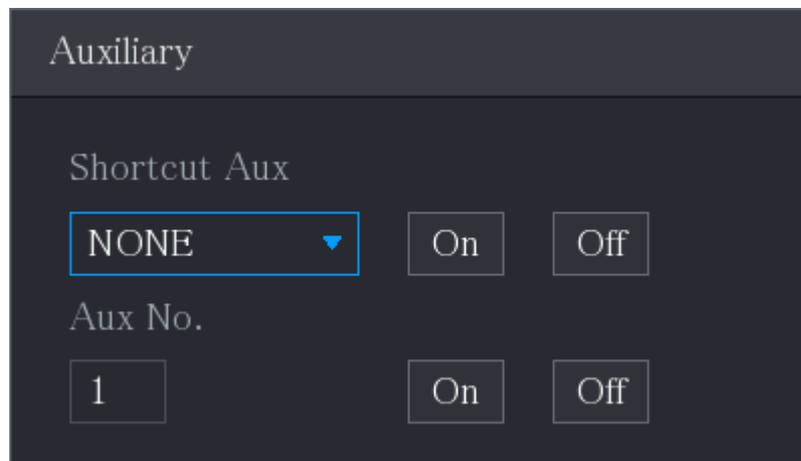 Auxiliary
Shortcut Aux
NONE On Off
Aux No.
1 On Off